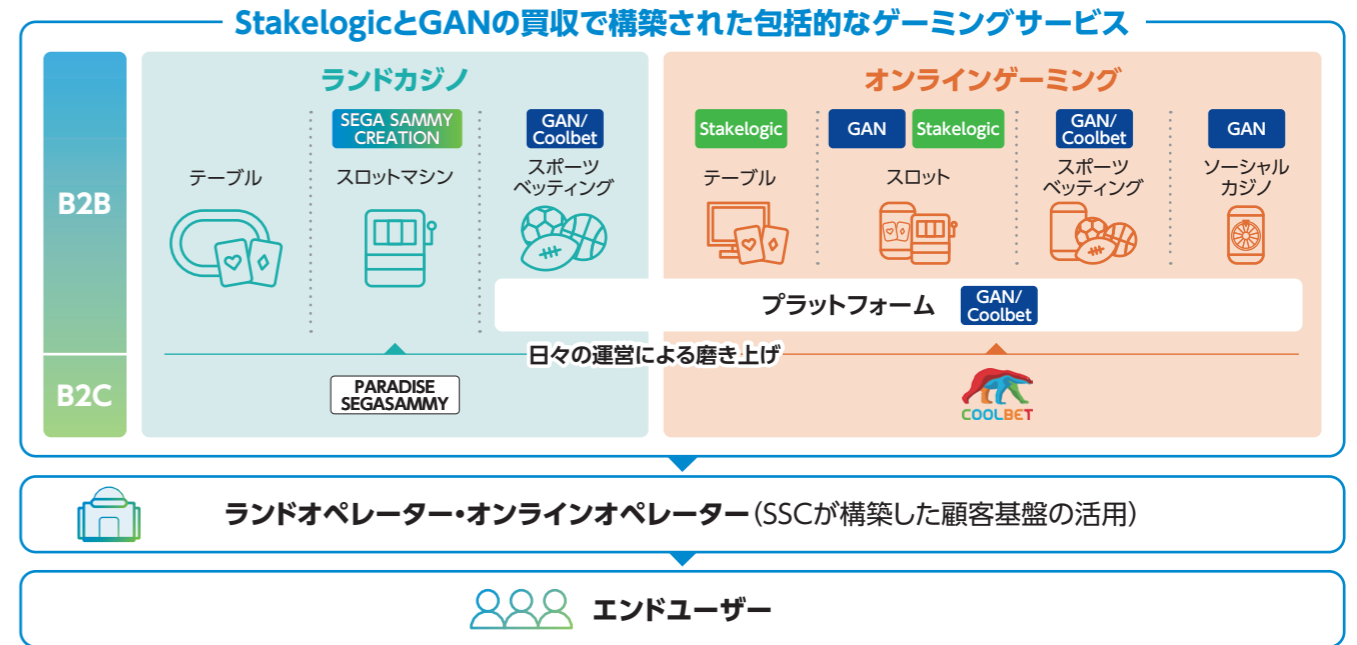 StakelogicとGANの買収で構築された包括的なゲーミングサービス
B2B
ランドカジノ
テーブル
SEGA SAMMY
CREATION
スロットマシン
GAN/
Coolbet
スポーツ
ベッティング
オンラインゲーミング
Stakelogic
テーブル
GAN
Stakelogic
スロット
GAN/
Coolbet
スポーツ
ベッティング
GAN
ソーシャル
カジノ
プラットフォーム
GAN/
Coolbet
日々の運営による磨き上げ
B2C
PARADISE
SEGASAMMY
COOLBET
ランドオペレーター・オンラインオペレーター(SSCが構築した顧客基盤の活用)
エンドユーザー